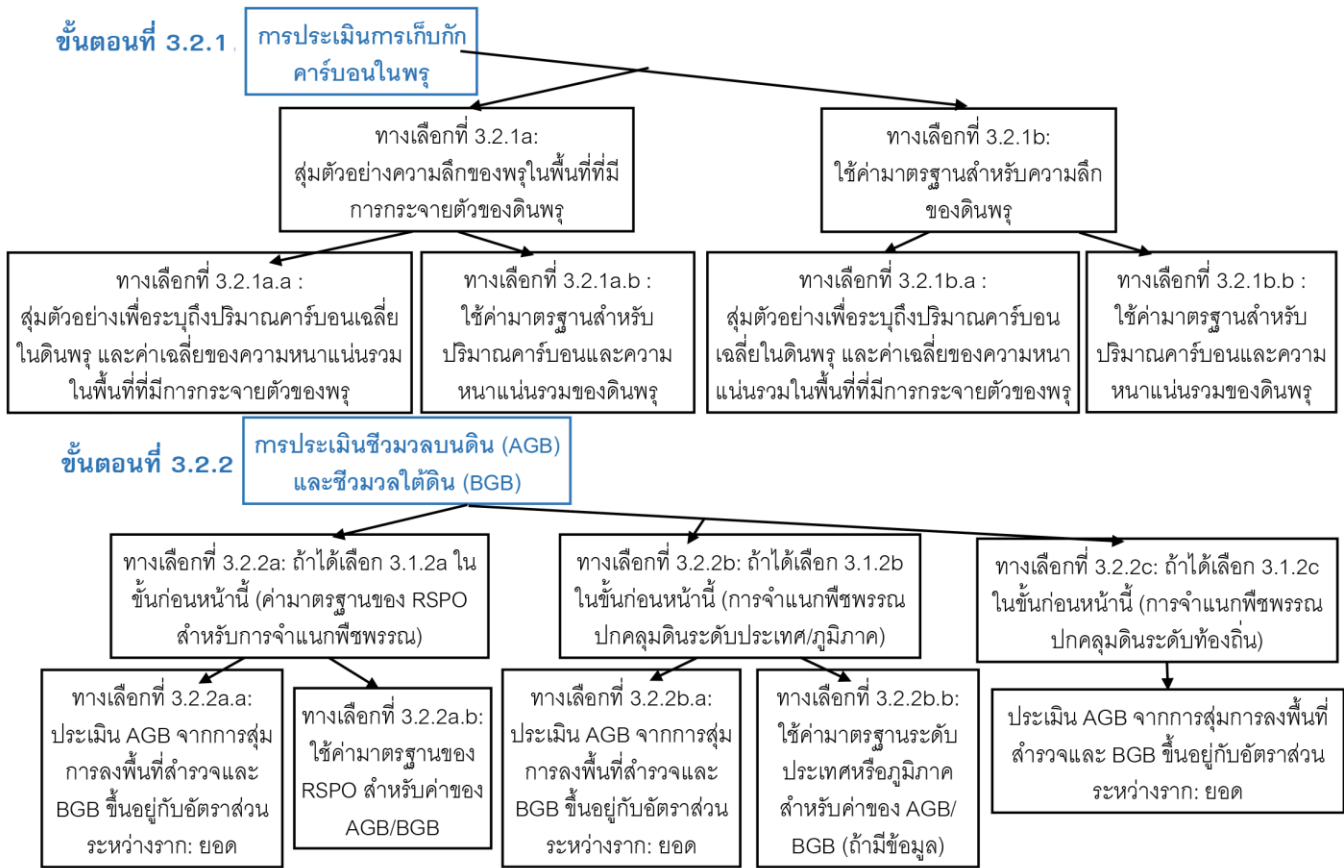 ขั้นตอนที่ 3.2.1
การประเมินการเก็บกัก
คาร์บอนในพรุ
ทางเลือกที่ 3.2.1a:
สุ่มตัวอย่างความลึกของพรุในพื้นที่ที่มี
การกระจายตัวของดินพรุ
ทางเลือกที่ 3.2.1b:
ใช้ค่ามาตรฐานสำหรับความลึก
ของดินพรุ
ทางเลือกที่ 3.2.1a.a :
สุ่มตัวอย่างเพื่อระบุถึงปริมาณคาร์บอนเฉลี่ย
ในดินพรุ และค่าเฉลี่ยของความหนาแน่นรวม
ในพื้นที่ที่มีการกระจายตัวของพรุ
ทางเลือกที่ 3.2.1a.b :
ใช้ค่ามาตรฐานสำหรับ
ปริมาณคาร์บอนและความ
หนาแน่นรวมของดินพรุ
ทางเลือกที่ 3.2.1b.a :
สุ่มตัวอย่างเพื่อระบุถึงปริมาณคาร์บอน
เฉลี่ยในดินพรุ และค่าเฉลี่ยของความหนา
แน่นรวมในพื้นที่ที่มีการกระจายตัวของพรุ
ทางเลือกที่ 3.2.1b.b :
ใช้ค่ามาตรฐานสำหรับ
ปริมาณคาร์บอนและความ
หนาแน่นรวมของดินพรุ
ขั้นตอนที่ 3.2.2
การประเมินชีวมวลบนดิน (AGB)
และชีวมวลใต้ดิน (BGB)
ทางเลือกที่ 3.2.2a: ถ้าได้เลือก 3.1.2a ใน
ขั้นก่อนหน้านี้ (ค่ามาตรฐานของ RSPO
สำหรับการจำแนกพืชพรรณ)
ทางเลือกที่ 3.2.2b: ถ้าได้เลือก 3.1.2b
ในขั้นก่อนหน้านี้ (การจำแนกพืชพรรณ
ปกคลุมดินระดับประเทศ/ภูมิภาค)
ทางเลือกที่ 3.2.2c: ถ้าได้เลือก 3.1.2c
ในขั้นก่อนหน้านี้ (การจำแนกพืชพรรณ
ปกคลุมดินระดับท้องถิ่น)
ทางเลือกที่ 3.2.2a.a:
ประเมิน AGB จากการสุ่ม
การลงพื้นที่สำรวจและ
BGB ขึ้นอยู่กับอัตราส่วน
ระหว่างราก: ยอด
ทางเลือกที่ 3.2.2a.b:
ใช้ค่ามาตรฐานของ
RSPO สำหรับค่าของ
AGB/BGB
ทางเลือกที่ 3.2.2b.a:
ประเมิน AGB จากการสุ่ม
การลงพื้นที่สำรวจและ
BGB ขึ้นอยู่กับอัตราส่วน
ระหว่างราก: ยอด
ทางเลือกที่ 3.2.2b.b:
ใช้ค่ามาตรฐานระดับ
ประเทศหรือภูมิภาค
สำหรับค่าของ AGB/
BGB (ถ้ามีข้อมูล)
ประเมิน AGB จากการสุ่มการลงพื้นที่
สำรวจและ BGB ขึ้นอยู่กับอัตราส่วน
ระหว่างราก: ยอด